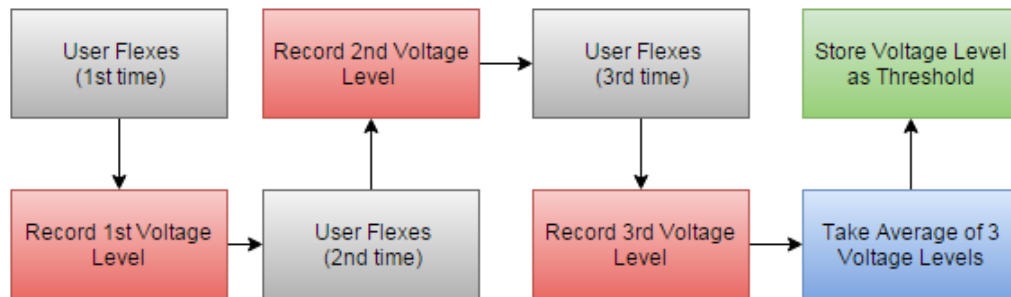 User Flexes
(1st time)
Record 1st Voltage
Level
User Flexes
(2nd time)
Record 2nd Voltage
Level
User Flexes
(3rd time)
Record 3rd Voltage
Level
Take Average of 3
Voltage Levels
Store Voltage Level
as Threshold